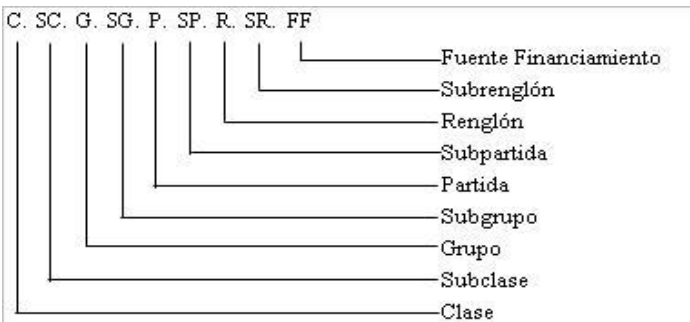 C. SC. G. SG. P. SP. R. SR. FF
Fuente Financiamiento
Subrenglón
Renglón
Subpartida
Partida
Subgrupo
Grupo
Subclase
Clase